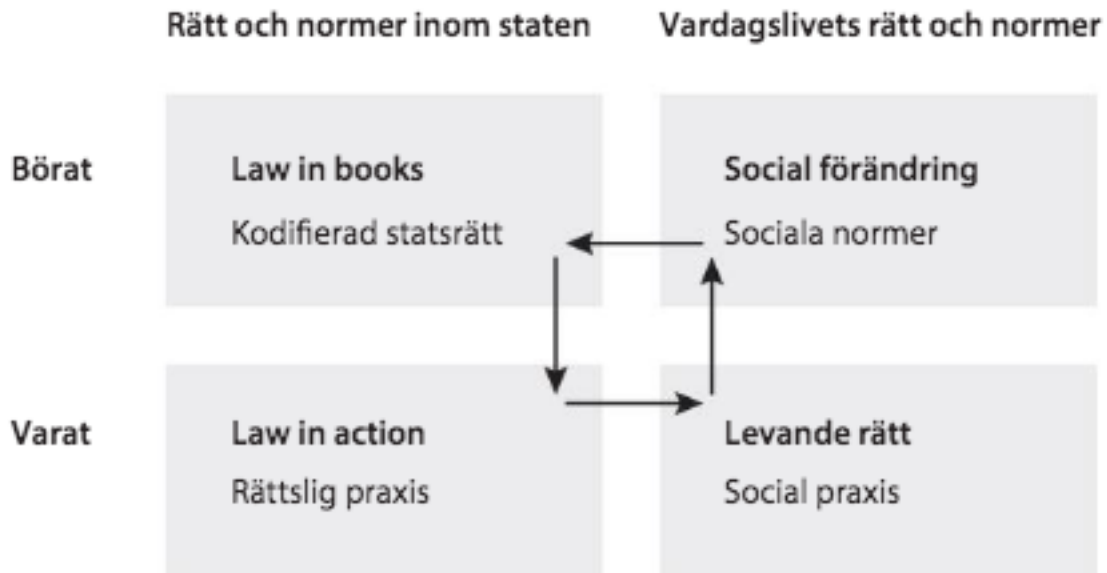 Rätt och normer inom staten
Vardagslivets rätt och normer
Börat
Law in books
Kodifierad statsrätt
Social förändring
Sociala normer
Varat
Law in action
Rättslig praxis
Levande rätt
Social praxis